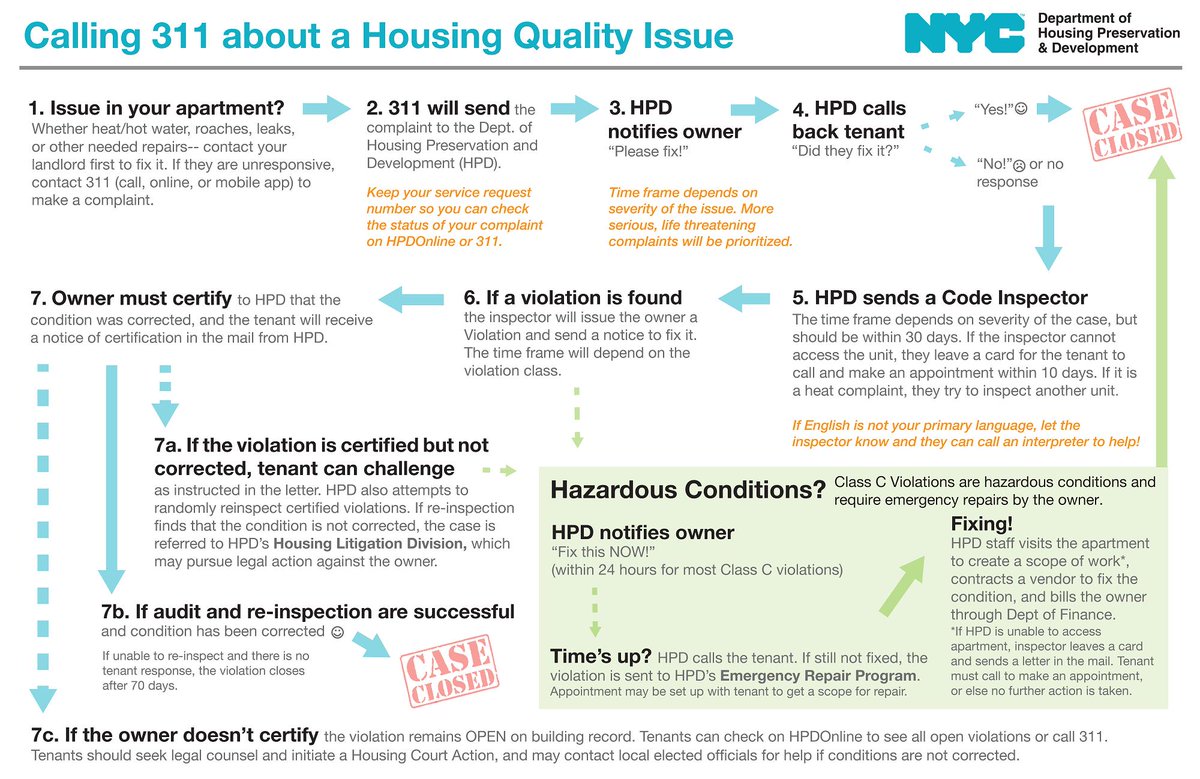 Calling 311 about a Housing Quality Issue
NYC
Department of
Housing Preservation
& Development
1. Issue in your apartment?
Whether heat/hot water, roaches, leaks,
or other needed repairs-- contact your
landlord first to fix it. If they are unresponsive,
contact 311 (call, online, or mobile app) to
make a complaint.
2. 311 will send the
complaint to the Dept. of
Housing Preservation and
Development (HPD).
Keep your service request
number so you can check
the status of your complaint
on HPDOnline or 311.
3. HPD
notifies owner
“Please fix!”
Time frame depends on
severity of the issue. More
serious, life threatening
complaints will be prioritized.
4. HPD calls
back tenant
“Did they fix it?”
“Yes!”
CASE
CLOSED
“No!” or no
response
5. HPD sends a Code Inspector
The time frame depends on severity of the case, but
should be within 30 days. If the inspector cannot
access the unit, they leave a card for the tenant to
call and make an appointment within 10 days. If it is
a heat complaint, they try to inspect another unit.
If English is not your primary language, let the
inspector know and they can call an interpreter to help!
6. If a violation is found
the inspector will issue the owner a
Violation and send a notice to fix it.
The time frame will depend on the
violation class.
7. Owner must certify to HPD that the
condition was corrected, and the tenant will receive
a notice of certification in the mail from HPD.
7a. If the violation is certified but not
corrected, tenant can challenge
as instructed in the letter. HPD also attempts to
randomly reinspect certified violations. If re-inspection
finds that the condition is not corrected, the case is
referred to HPD’s Housing Litigation Division, which
may pursue legal action against the owner.
7b. If audit and re-inspection are successful
and condition has been corrected
If unable to re-inspect and there is no
tenant response, the violation closes
after 70 days.
CASE
CLOSED
Hazardous Conditions? Class C Violations are hazardous conditions and
require emergency repairs by the owner.
HPD notifies owner
“Fix this NOW!”
(within 24 hours for most Class C violations)
Time’s up? HPD calls the tenant. If still not fixed, the
violation is sent to HPD’s Emergency Repair Program.
Appointment may be set up with tenant to get a scope for repair.
Fixing!
HPD staff visits the apartment
to create a scope of work*,
contracts a vendor to fix the
condition, and bills the owner
through Dept of Finance.
*If HPD is unable to access
apartment, inspector leaves a card
and sends a letter in the mail. Tenant
must call to make an appointment,
or else no further action is taken.
7c. If the owner doesn’t certify the violation remains OPEN on building record. Tenants can check on HPDOnline to see all open violations or call 311.
Tenants should seek legal counsel and initiate a Housing Court Action, and may contact local elected officials for help if conditions are not corrected.